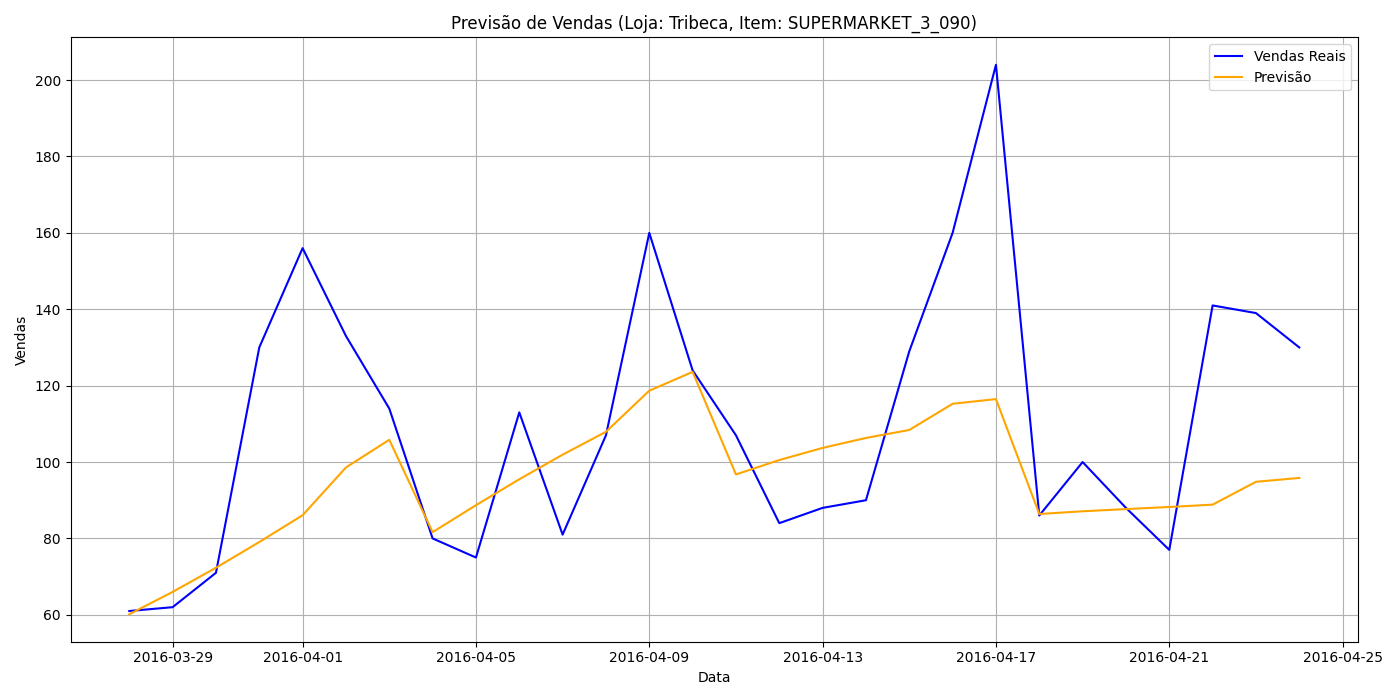 Previsão de Vendas (Loja: Tribeca, Item: SUPERMARKET_3_090)
Vendas Reais
Previsão
200
180
160
140
120
100
80
60
Vendas
2016-03-29 2016-04-01 2016-04-05 2016-04-09 2016-04-13 2016-04-17 2016-04-21 2016-04-25
Data